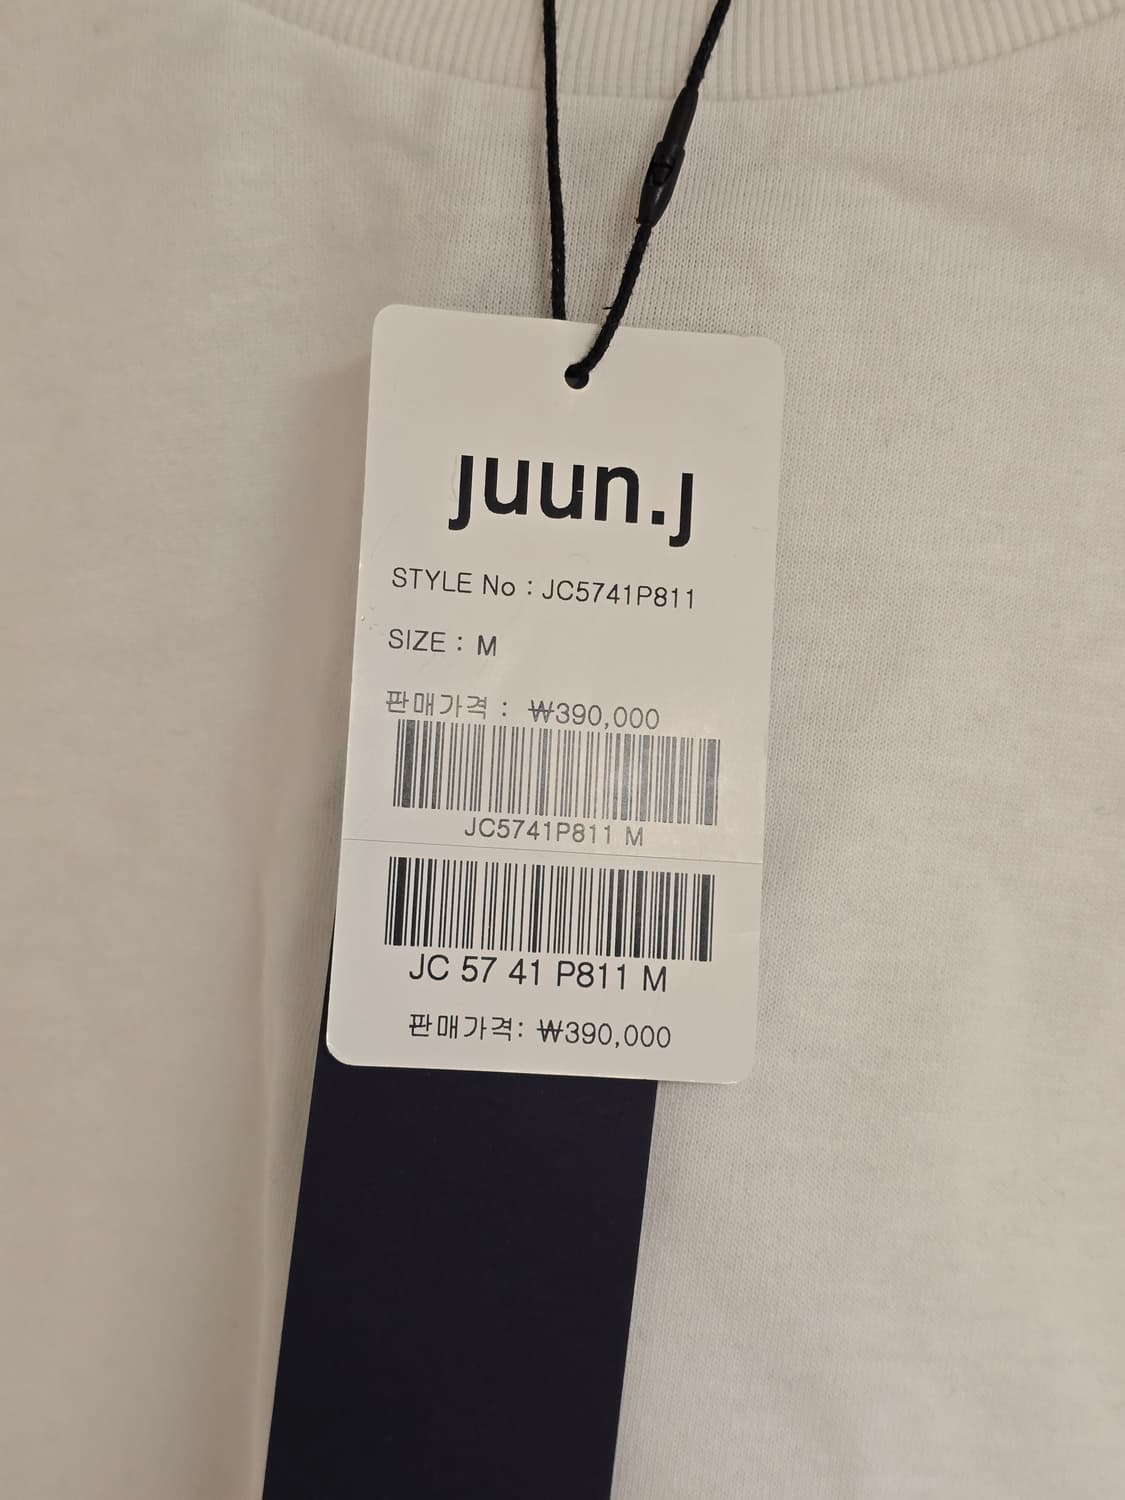 juun.j
STYLE No : JC5741P811
SIZE : M
판매가격 : ₩390,000
JC5741P811 M
JC 57 41 P811 M
판매가격: ₩390,000